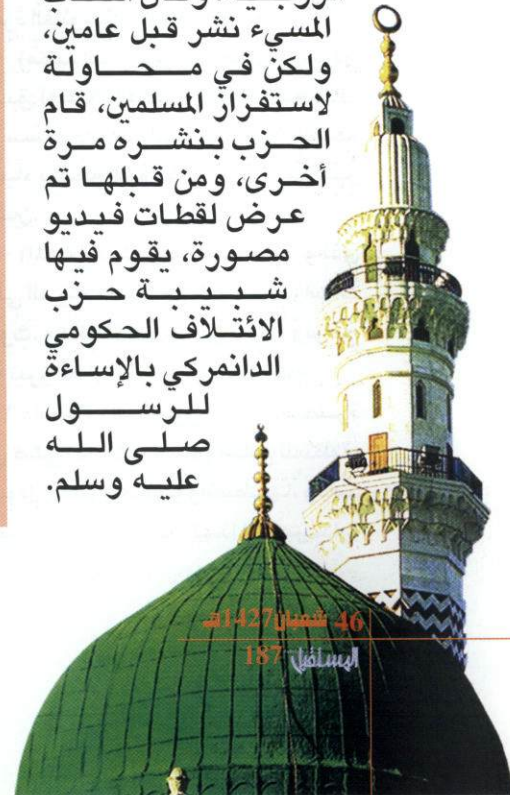 المسيء نشر قبل عامين،
ولكن في محاولة
لاستفزاز المسلمين، قام
الحزب بنشره مرة
أخرى، ومن قبلها تم
عرض لقطات فيديو
مصورة، يقوم فيها
شبيبة حزب
الائتلاف الحكومي
الدانمركي بالإساءة
للرسول
صلى الله
عليه وسلم.
46 شعبان 1427هـ
المستقبل 187